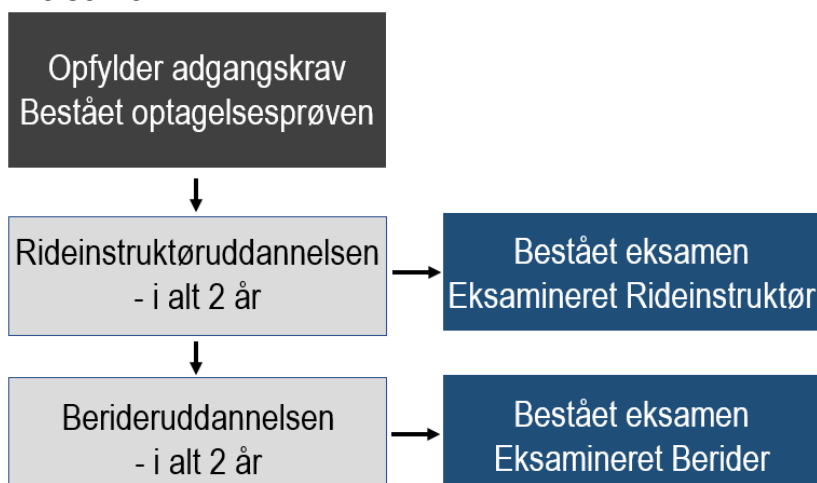 Opfylder adgangskrav
Bestået optagelsesprøven
Rideinstruktøruddannelsen
- i alt 2 år
Bestået eksamen
Eksamineret Rideinstruktør
Berideruddannelsen
- i alt 2 år
Bestået eksamen
Eksamineret Berider